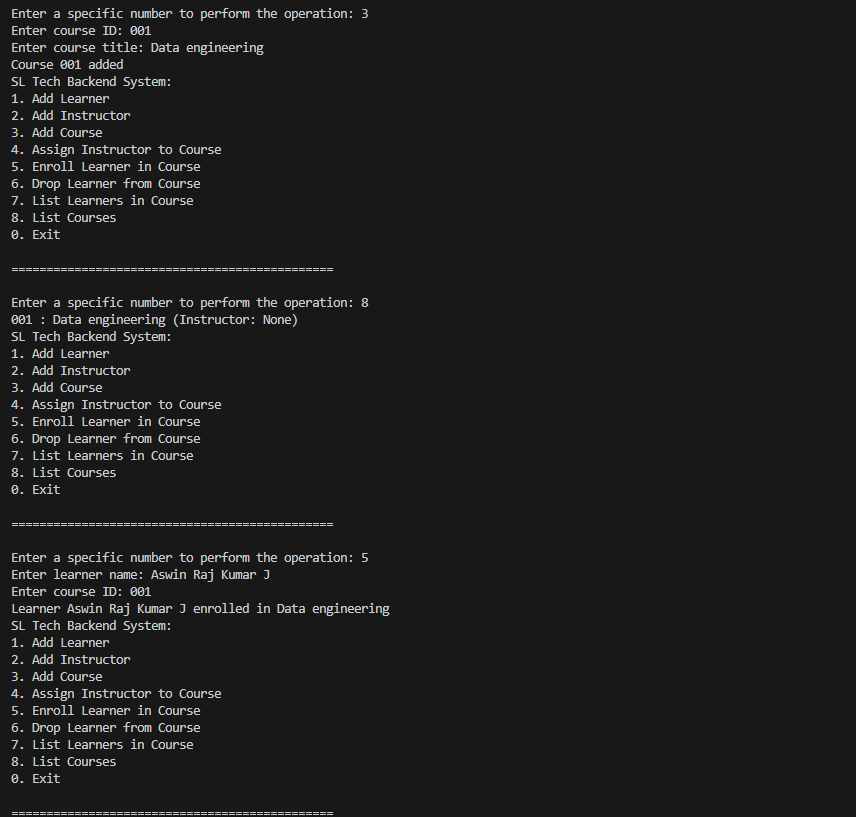 Enter a specific number to perform the operation: 3
Enter course ID: 001
Enter course title: Data engineering
Course 001 added
SL Tech Backend System:
1. Add Learner
2. Add Instructor
3. Add Course
4. Assign Instructor to Course
5. Enroll Learner in Course
6. Drop Learner from Course
7. List Learners in Course
8. List Courses
0. Exit
==============================================
Enter a specific number to perform the operation: 8
001 : Data engineering (Instructor: None)
SL Tech Backend System:
1. Add Learner
2. Add Instructor
3. Add Course
4. Assign Instructor to Course
5. Enroll Learner in Course
6. Drop Learner from Course
7. List Learners in Course
8. List Courses
0. Exit
==============================================
Enter a specific number to perform the operation: 5
Enter learner name: Aswin Raj Kumar J
Enter course ID: 001
Learner Aswin Raj Kumar J enrolled in Data engineering
SL Tech Backend System:
1. Add Learner
2. Add Instructor
3. Add Course
4. Assign Instructor to Course
5. Enroll Learner in Course
6. Drop Learner from Course
7. List Learners in Course
8. List Courses
0. Exit
==============================================